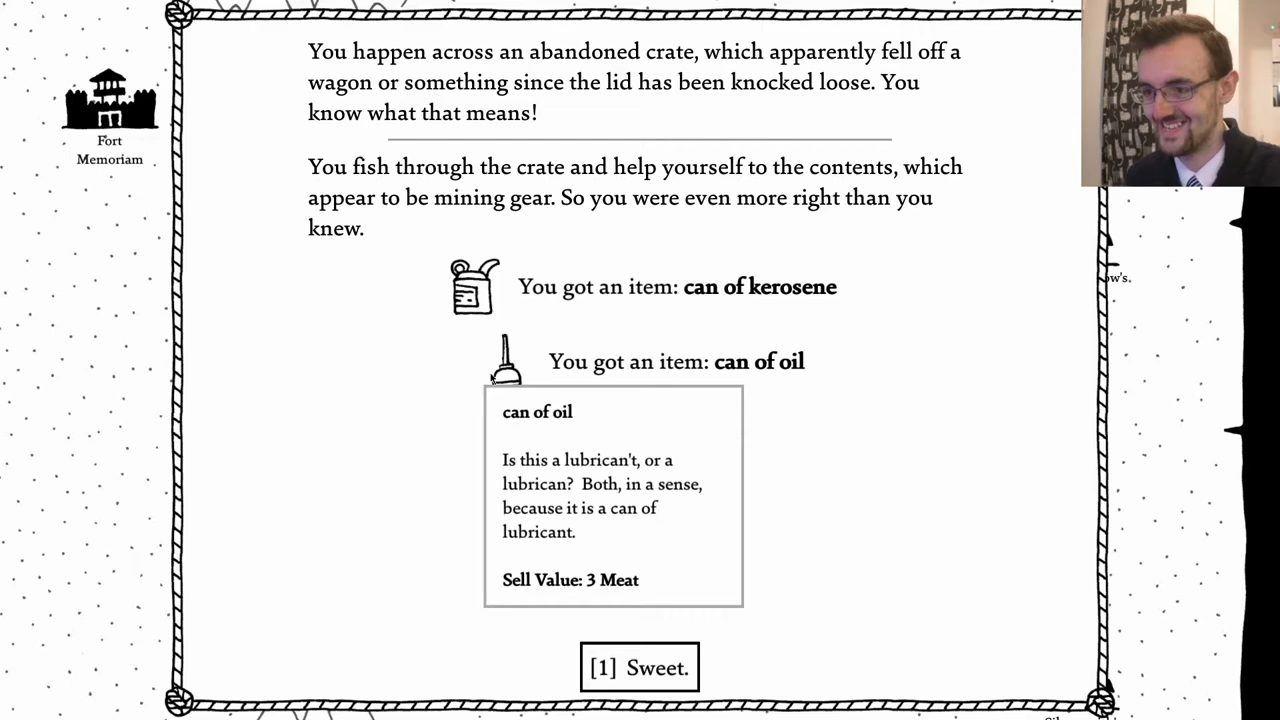 You happen across an abandoned crate, which apparently fell off a
wagon or something since the lid has been knocked loose. You
know what that means!
Fort
Memoriam
You fish through the crate and help yourself to the contents, which
appear to be mining gear. So you were even more right than you
knew.
You got an item: can of kerosene
You got an item: can of oil
can of oil
Is this a lubrican't, or a
lubrican? Both, in a sense,
because it is a can of
lubricant.
Sell Value: 3 Meat
[1] Sweet.
ow's.